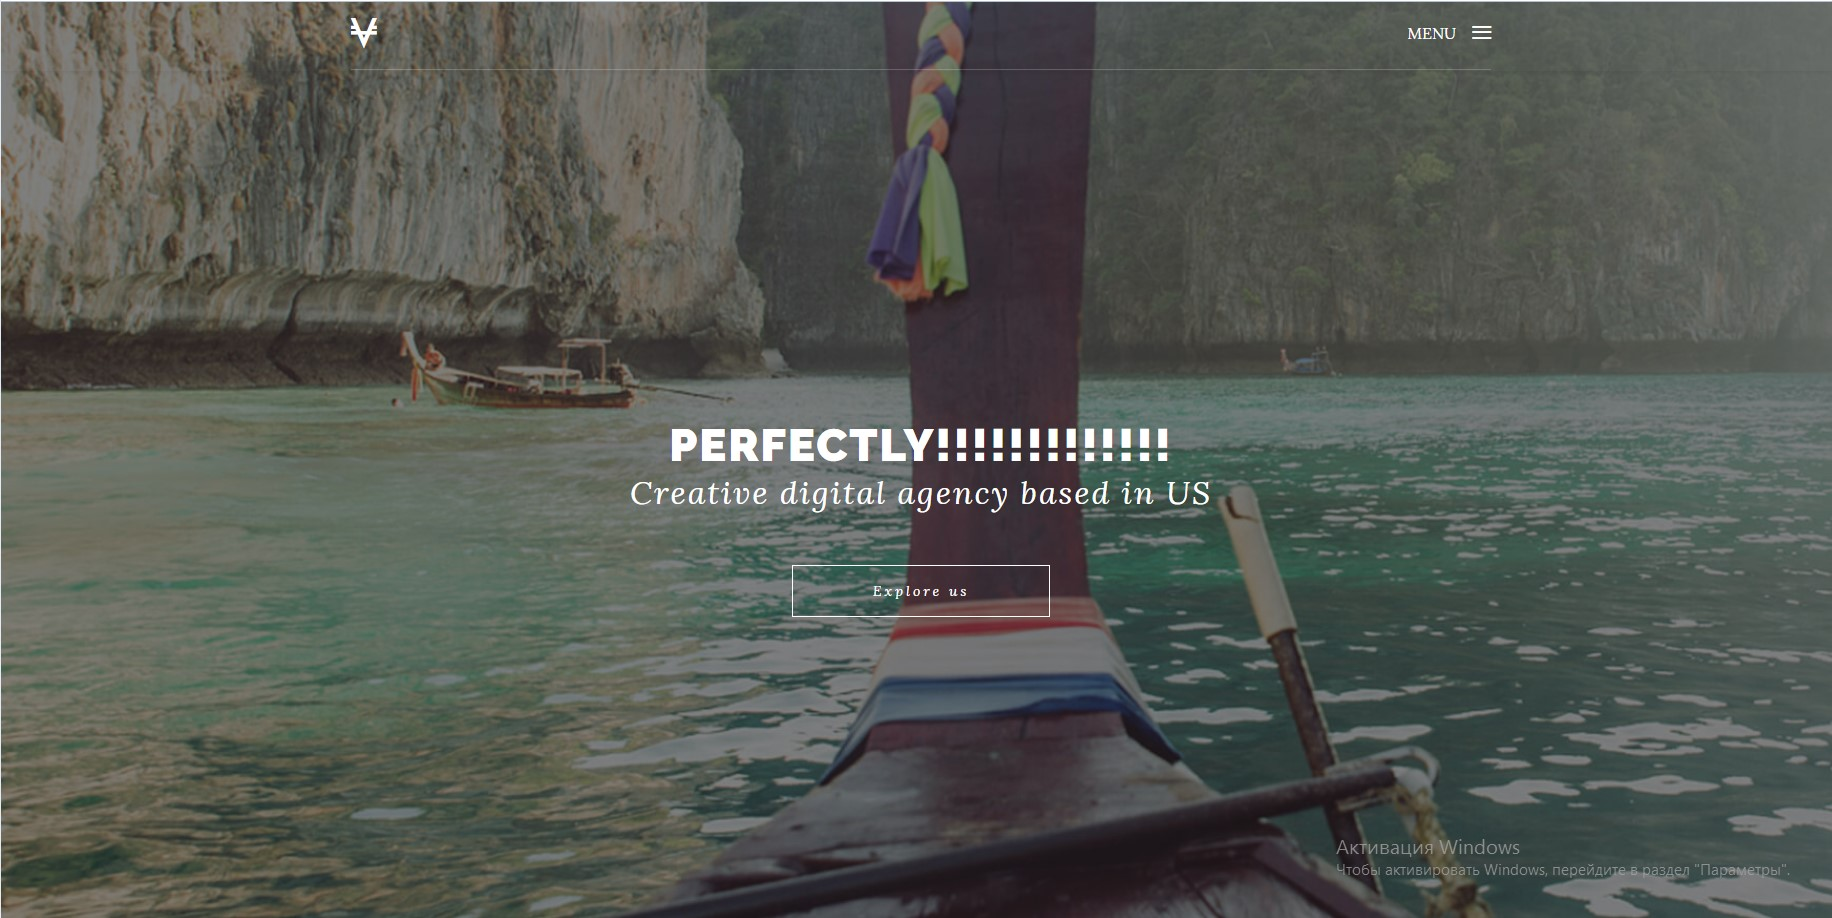 MENU
PERFECTLY!!!!!!!!!!!!!
Creative digital agency based in US
Explore us
Активация Windows
Чтобы активировать Windows, перейдите в раздел "Параметры".